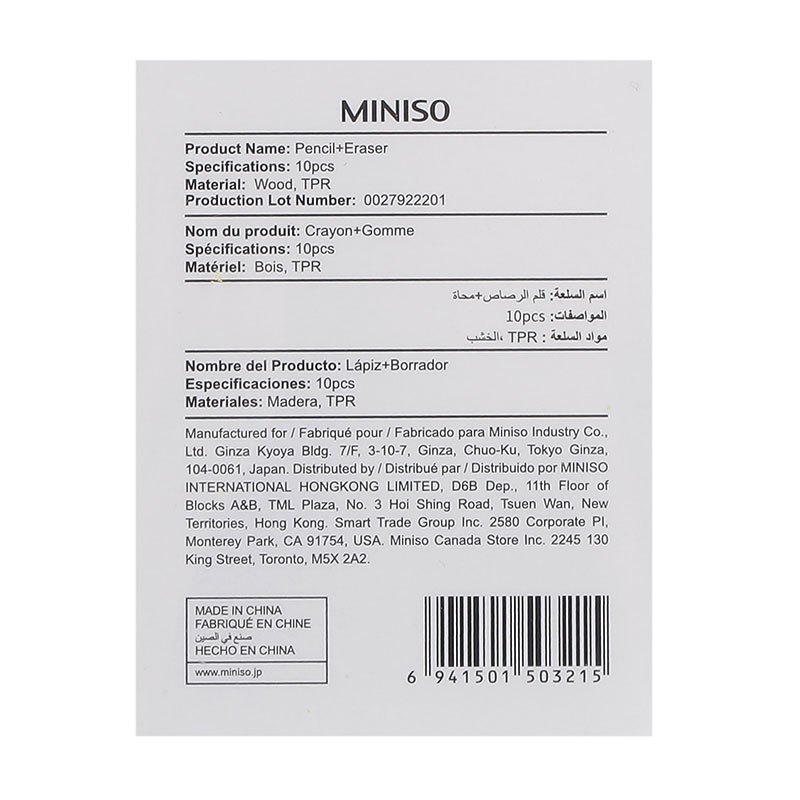 MINISO
Product Name: Pencil+Eraser
Specifications: 10pcs
Material: Wood, TPR
Production Lot Number: 0027922201
Nom du produit: Crayon+Gomme
Spécifications: 10pcs
Matériel: Bois, TPR
اسم السلعة: قلم الرصاص+محاة
المواصفات: 10pcs
مواد السلعة : TPR ،الخشب
Nombre del Producto: Lápiz+Borrador
Especificaciones: 10pcs
Materiales: Madera, TPR
Manufactured for / Fabriqué pour / Fabricado para Miniso Industry Co.,
Ltd. Ginza Kyoya Bldg. 7/F, 3-10-7, Ginza, Chuo-Ku, Tokyo Ginza,
104-0061, Japan. Distributed by / Distribué par / Distribuido por MINISO
INTERNATIONAL HONGKONG LIMITED, D6B Dep., 11th Floor of
Blocks A&B, TML Plaza, No. 3 Hoi Shing Road, Tsuen Wan, New
Territories, Hong Kong. Smart Trade Group Inc. 2580 Corporate Pl,
Monterey Park, CA 91754, USA. Miniso Canada Store Inc. 2245 130
King Street, Toronto, M5X 2A2.
MADE IN CHINA
FABRIQUÉ EN CHINE
صنع في الصين
HECHO EN CHINA
www.miniso.jp
6 941501 503215